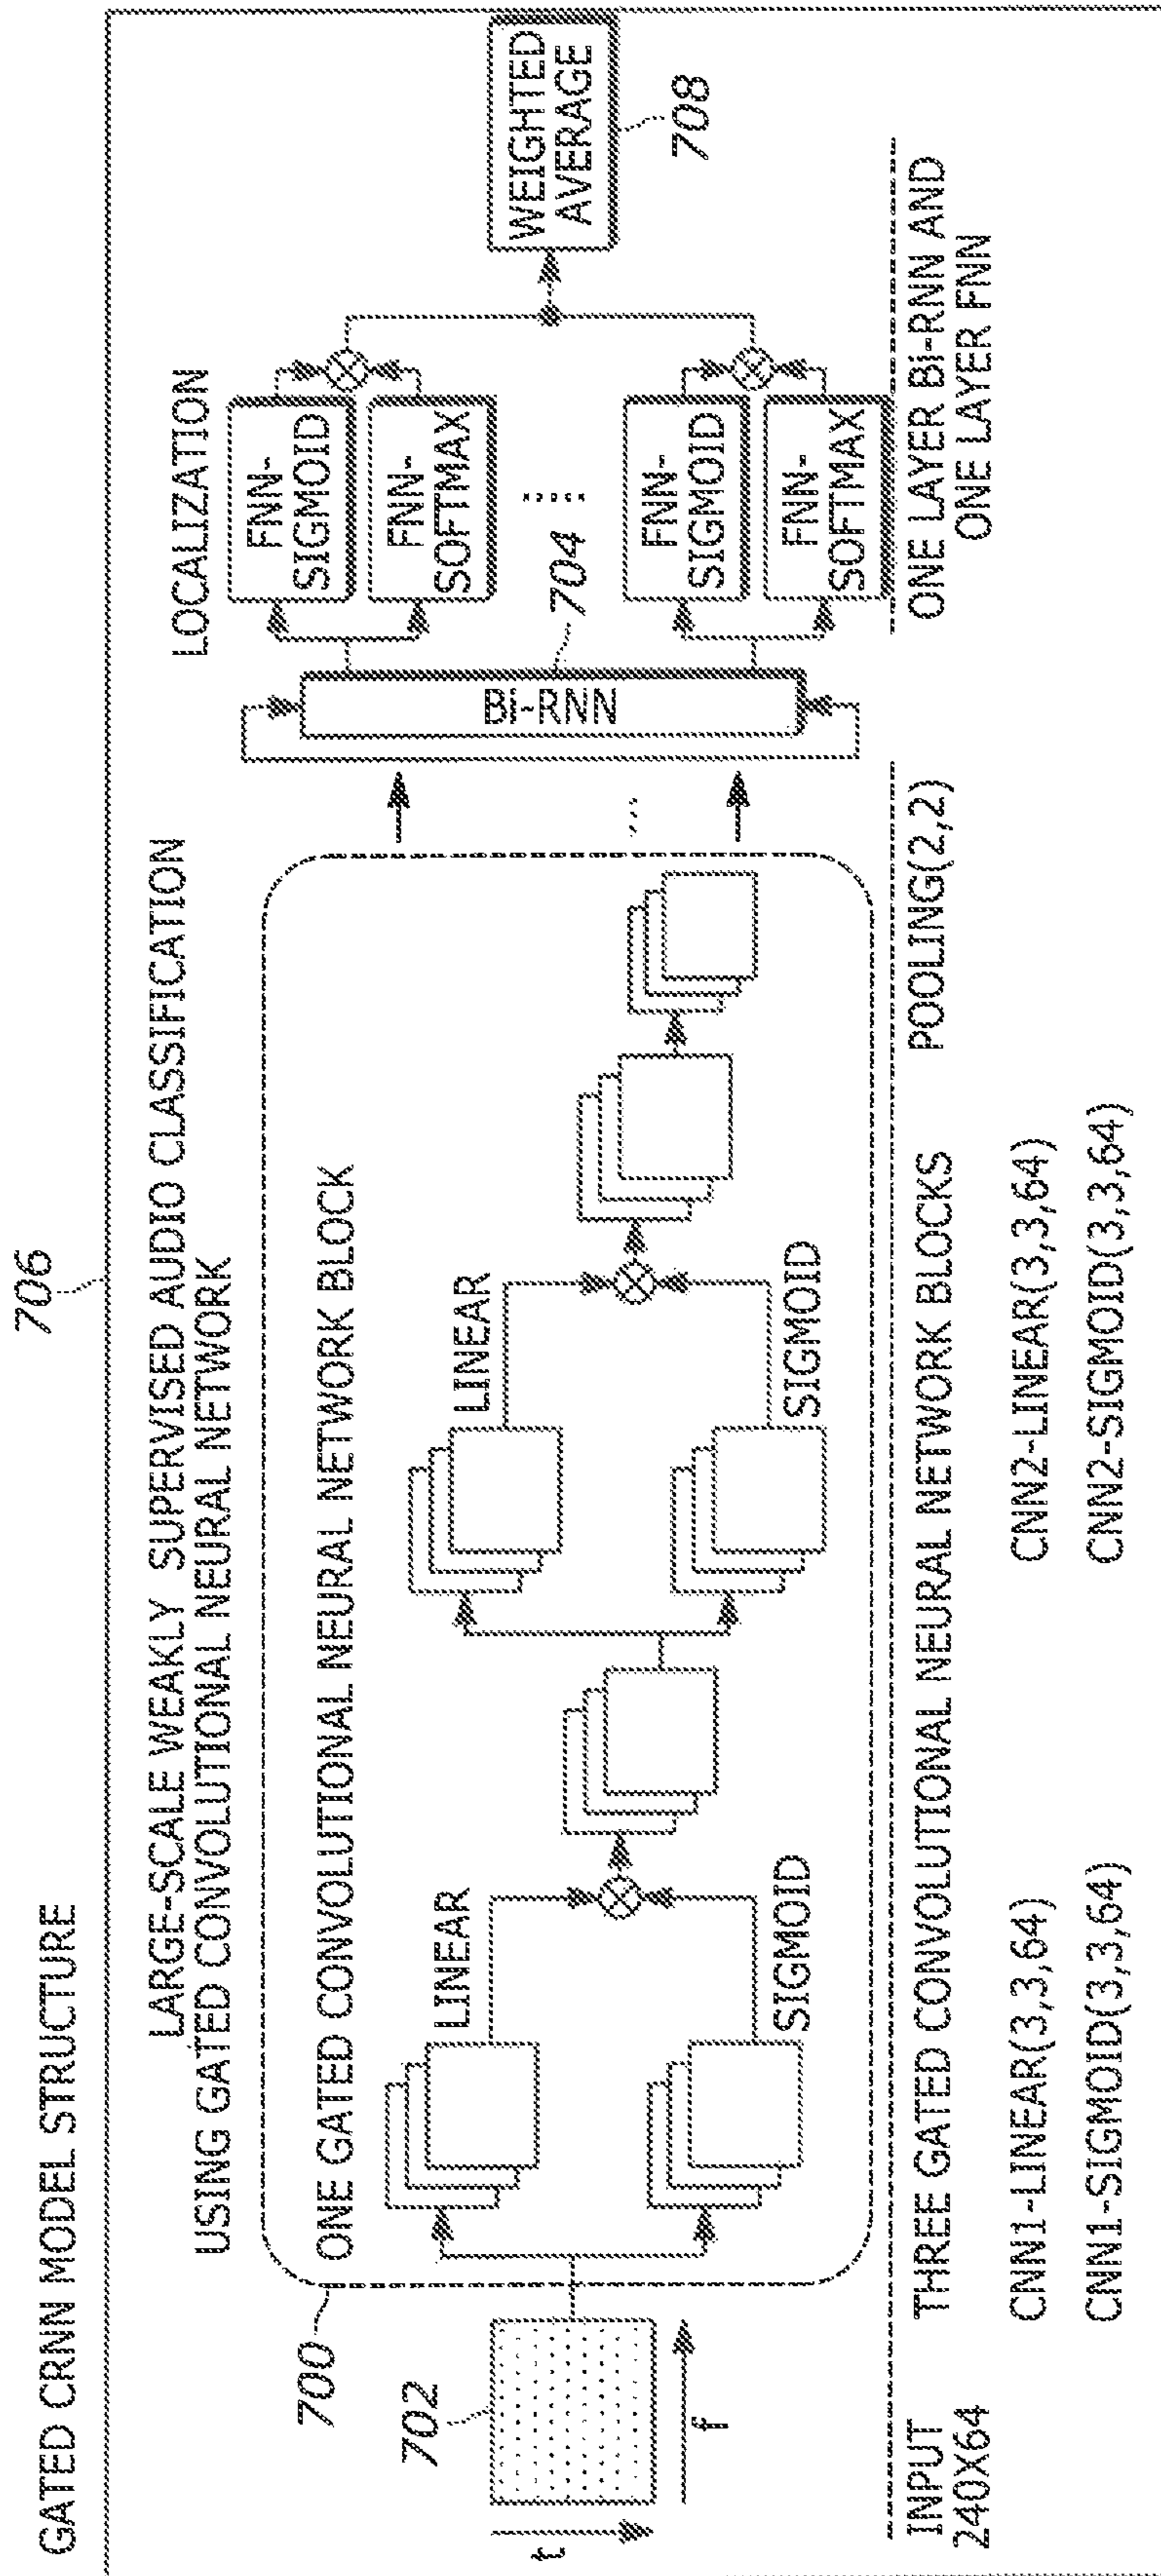 GATED CRNN MODEL STRUCTURE
706
LARGE-SCALE WEAKLY SUPERVISED AUDIO CLASSIFICATION
USING GATED CONVOLUTIONAL NEURAL NETWORK
LOCALIZATION
700
ONE GATED CONVOLUTIONAL NEURAL NETWORK BLOCK
702
t
f
LINEAR
SIGMOID
LINEAR
SIGMOID
Bi-RNN
704
FNN-
SIGMOID
FNN-
SOFTMAX
FNN-
SIGMOID
FNN-
SOFTMAX
WEIGHTED
AVERAGE
708
INPUT
240X64
THREE GATED CONVOLUTIONAL NEURAL NETWORK BLOCKS
POOLING(2,2)
ONE LAYER Bi-RNN AND
ONE LAYER FNN
CNN1-LINEAR(3,3,64)
CNN2-LINEAR(3,3,64)
CNN1-SIGMOID(3,3,64)
CNN2-SIGMOID(3,3,64)